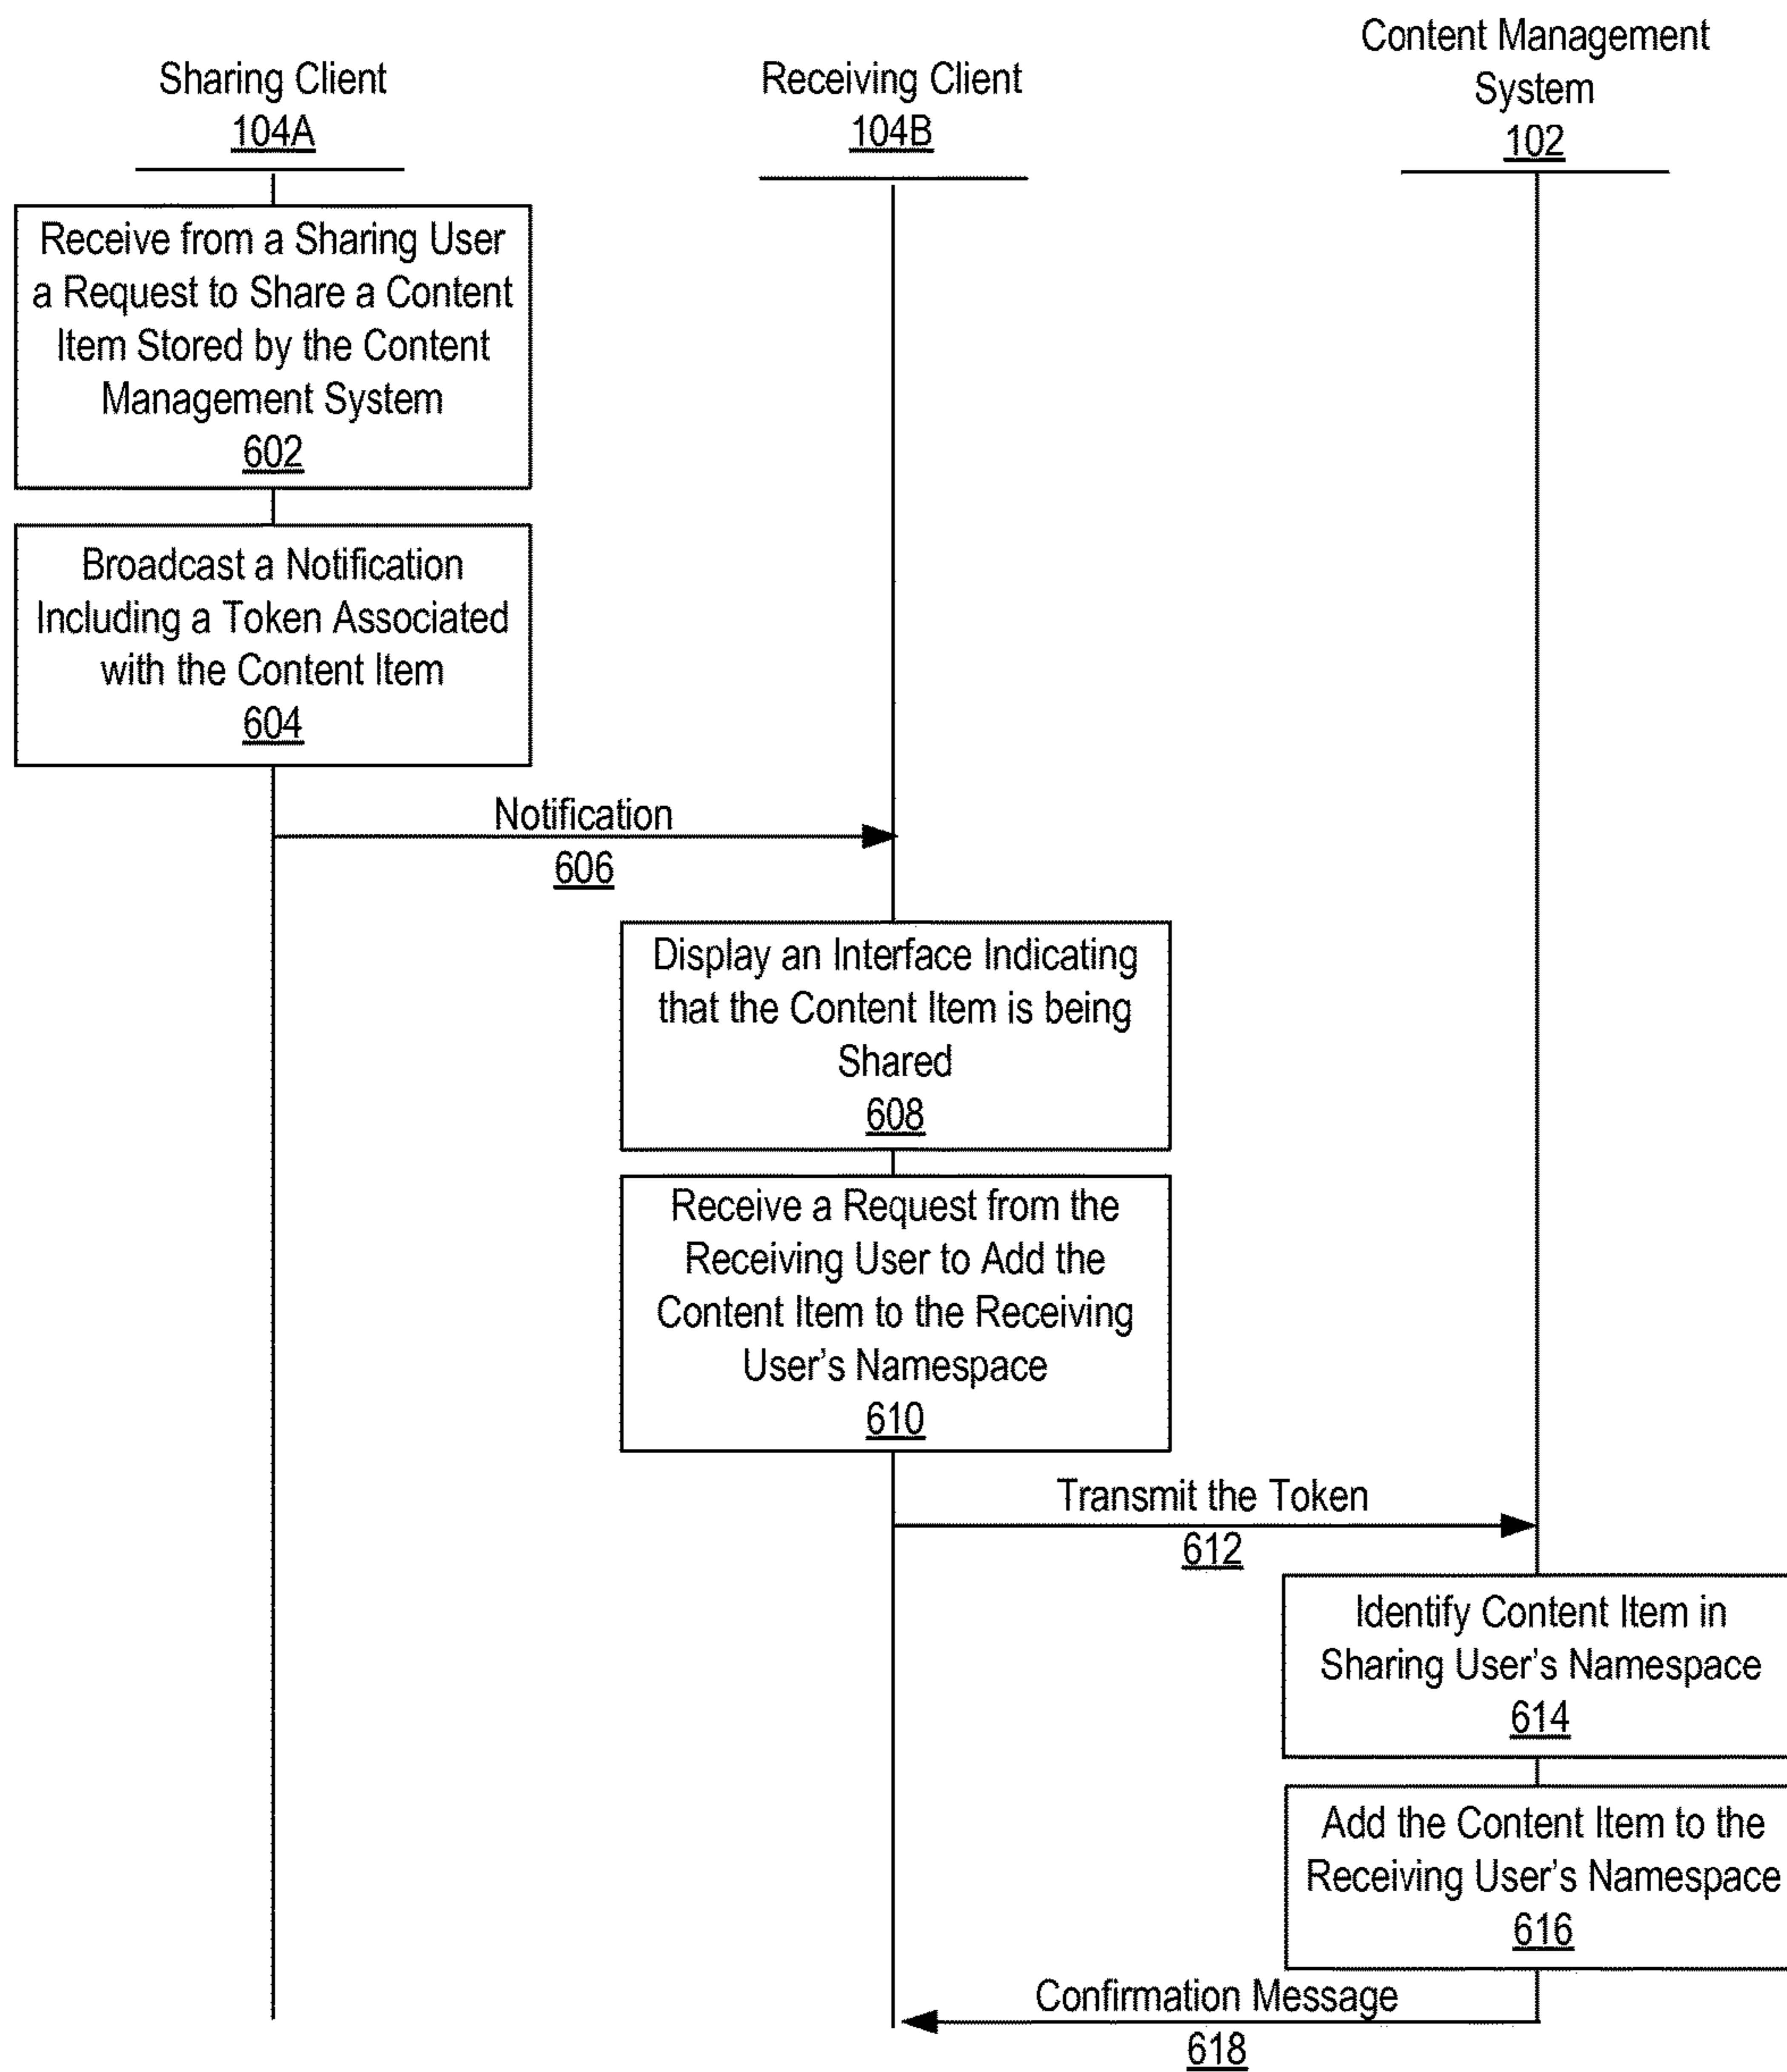 Sharing Client
104A
Receiving Client
104B
Content Management
System
102
Receive from a Sharing User
a Request to Share a Content
Item Stored by the Content
Management System
602
Broadcast a Notification
Including a Token Associated
with the Content Item
604
Notification
606
Display an Interface Indicating
that the Content Item is being
Shared
608
Receive a Request from the
Receiving User to Add the
Content Item to the Receiving
User's Namespace
610
Transmit the Token
612
Identify Content Item in
Sharing User's Namespace
614
Add the Content Item to the
Receiving User's Namespace
616
Confirmation Message
618